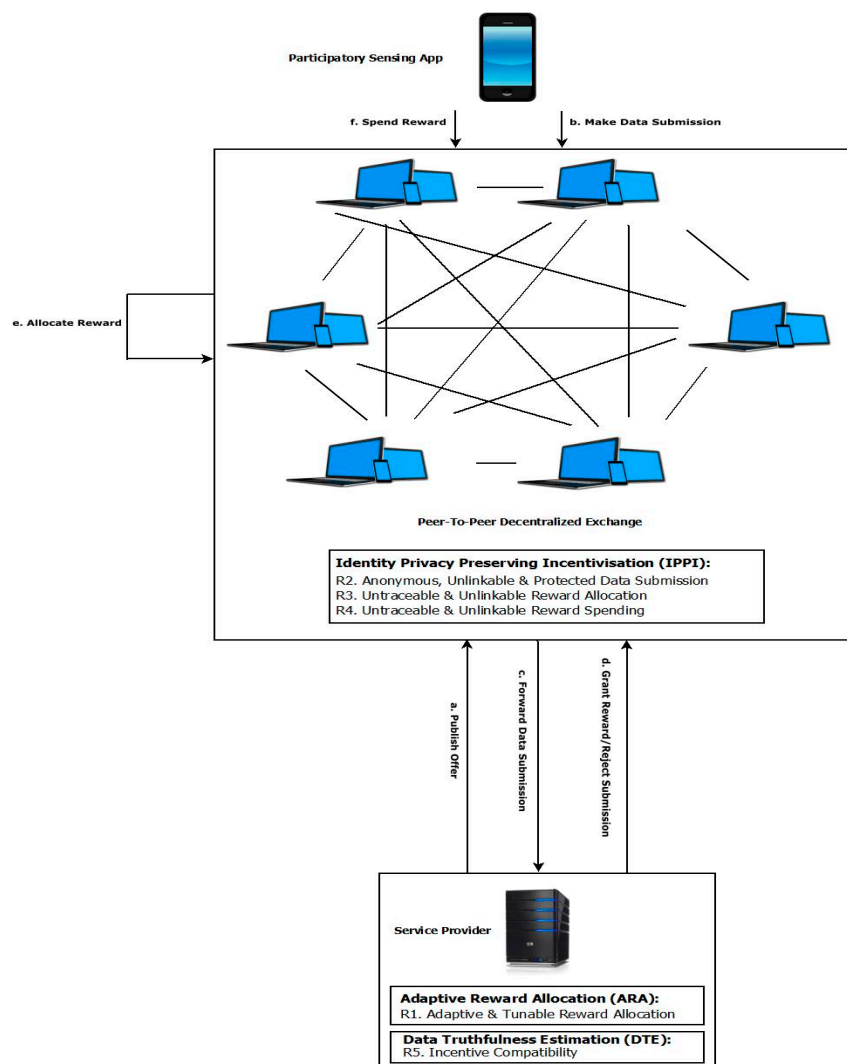 Participatory Sensing App
f. Spend Reward
b. Make Data Submission
e. Allocate Reward
Peer-To-Peer Decentralized Exchange
Identity Privacy Preserving Incentivisation (IPPI):
R2. Anonymous, Unlinkable & Protected Data Submission
R3. Untraceable & Unlinkable Reward Allocation
R4. Untraceable & Unlinkable Reward Spending
a. Publish Offer
c. Forward Data Submission
d. Grant Reward/Reject Submission
Service Provider
Adaptive Reward Allocation (ARA):
R1. Adaptive & Tunable Reward Allocation
Data Truthfulness Estimation (DTE):
R5. Incentive Compatibility